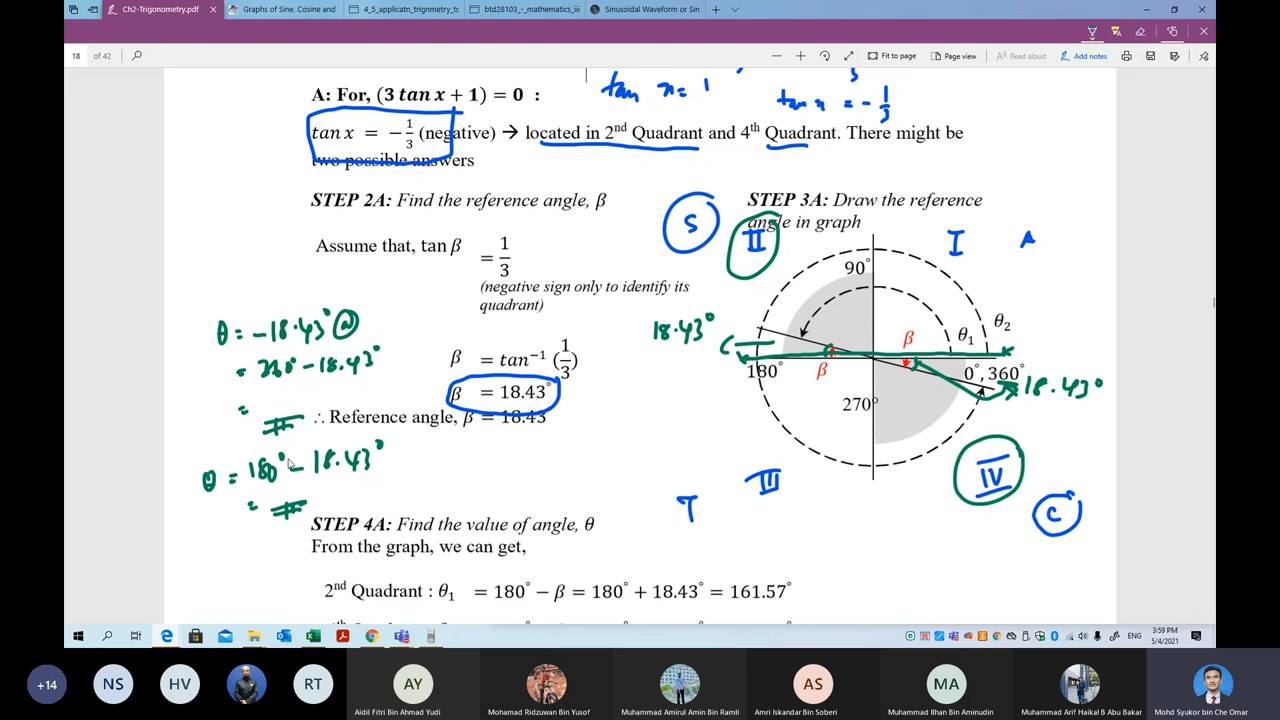 Ch2-Trigonometry.pdf
Graphs of Sine, Cosine and
4_5_applicatn_trignmetry_to
btd28103_-_mathematics_iii
Sinusoidal Waveform or Sin
18 of 42
Fit to page
Page view
Read aloud
Add notes
tan x = 1
tan x = -1/3
A: For, (3 tan x + 1) = 0 :
tan x = −1/3 (negative) → located in 2nd Quadrant and 4th Quadrant. There might be
two possible answers
STEP 2A: Find the reference angle, β
STEP 3A: Draw the reference
angle in graph
S
II
I
A
Assume that, tan β = 1/3
(negative sign only to identify its
quadrant)
90°
θ = -18.43° @
18.43°
β
θ1
θ2
β = tan−1 (1/3)
180°
β
0°, 360°
18.43°
β = 18.43°
270°
∴ Reference angle, β = 18.43
θ = 180° - 18.43°
=
T
III
IV
C
STEP 4A: Find the value of angle, θ
From the graph, we can get,
2nd Quadrant : θ1 = 180° − β = 180° + 18.43° = 161.57°
ENG
3:59 PM
5/4/2021
+14
NS
HV
RT
AY
AS
MA
Aidil Fitri Bin Ahmad Yudi
Mohamad Ridzuwan Bin Yusof
Muhammad Amirul Amin Bin Ramli
Amri Iskandar Bin Soberi
Muhammad Ilhan Bin Aminudin
Muhammad Arif Haikal B Abu Bakar
Mohd Syukor Bin Che Omar